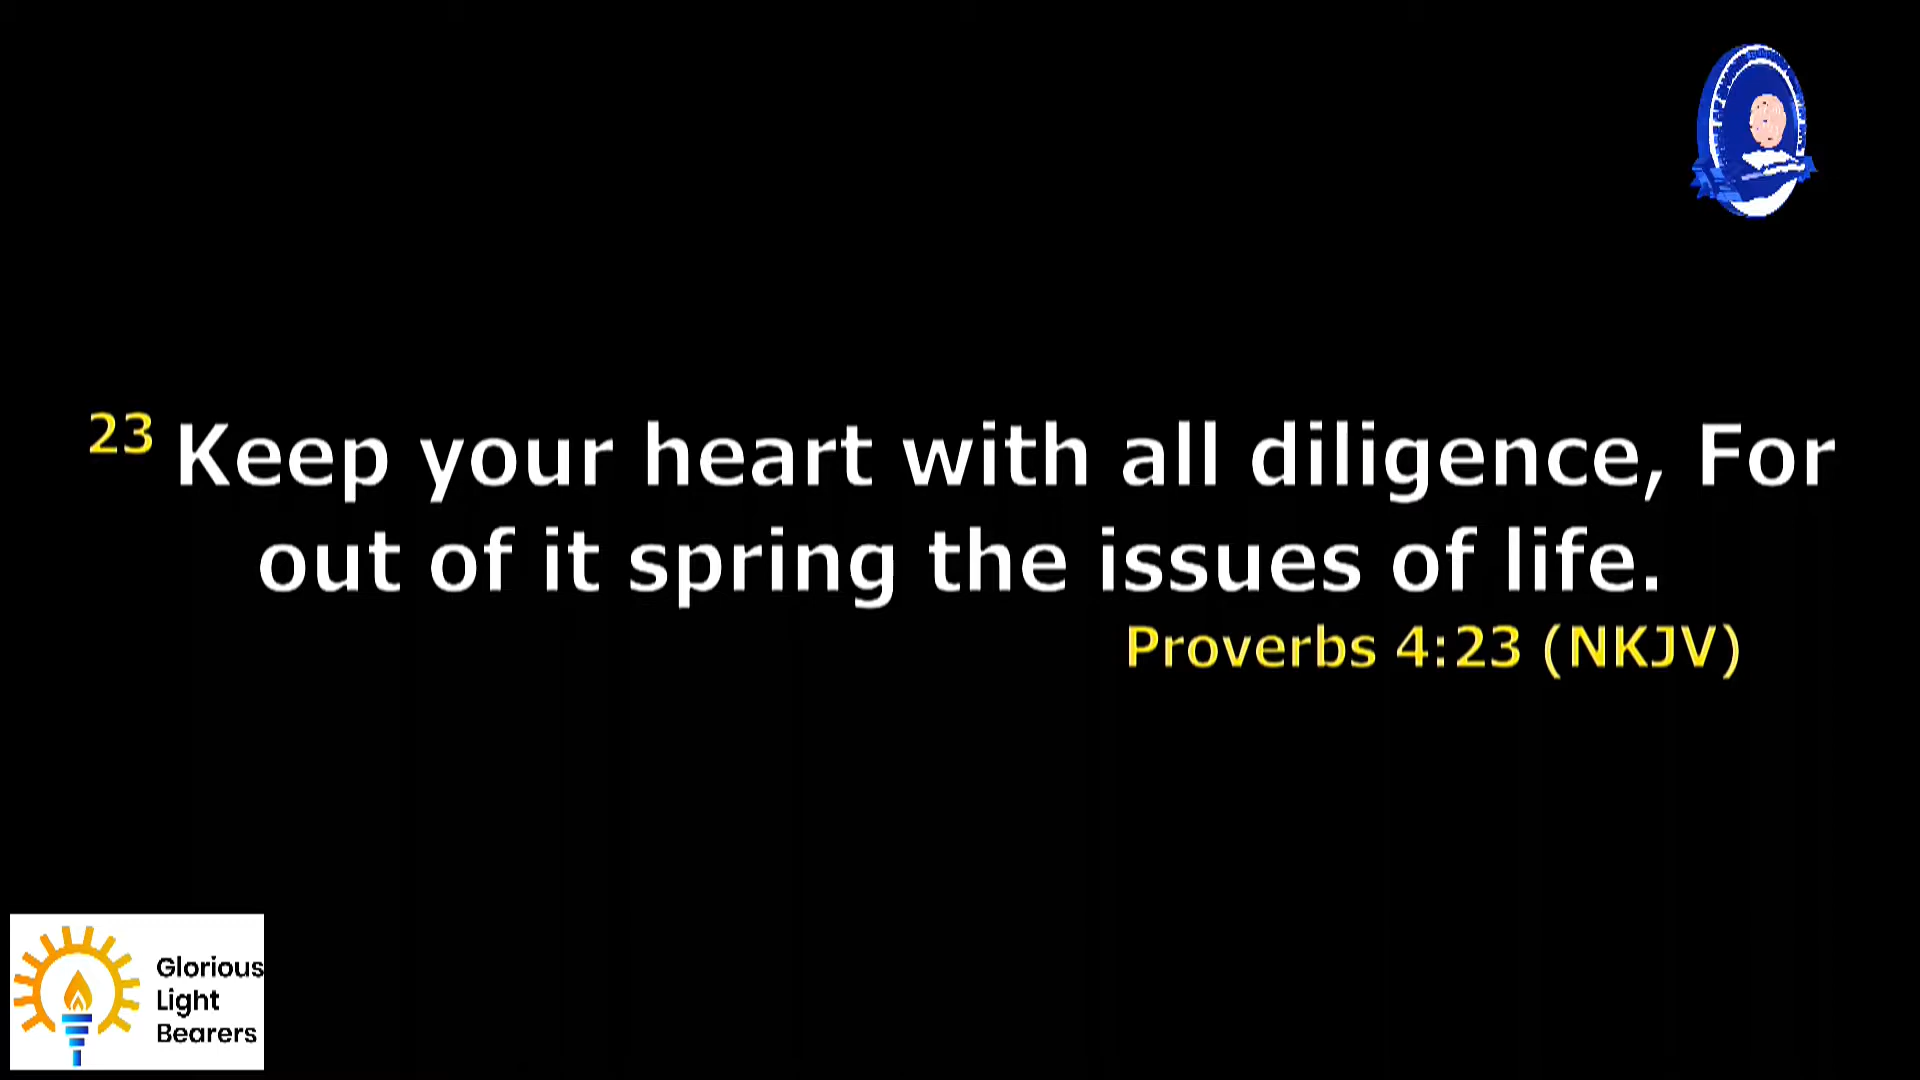 23 Keep your heart with all diligence, For
out of it spring the issues of life.
Proverbs 4:23 (NKJV)
Glorious
Light
Bearers